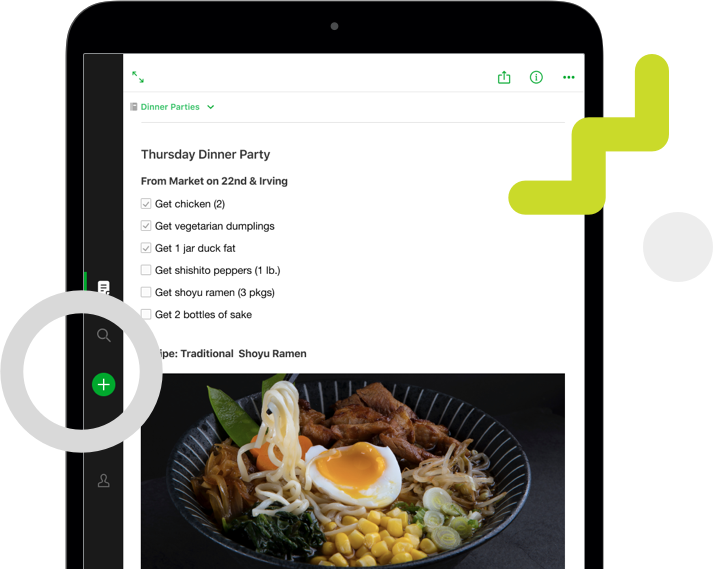 Dinner Parties
Thursday Dinner Party
From Market on 22nd & Irving
Get chicken (2)
Get vegetarian dumplings
Get 1 jar duck fat
Get shishito peppers (1 lb.)
Get shoyu ramen (3 pkgs)
Get 2 bottles of sake
ipe: Traditional Shoyu Ramen